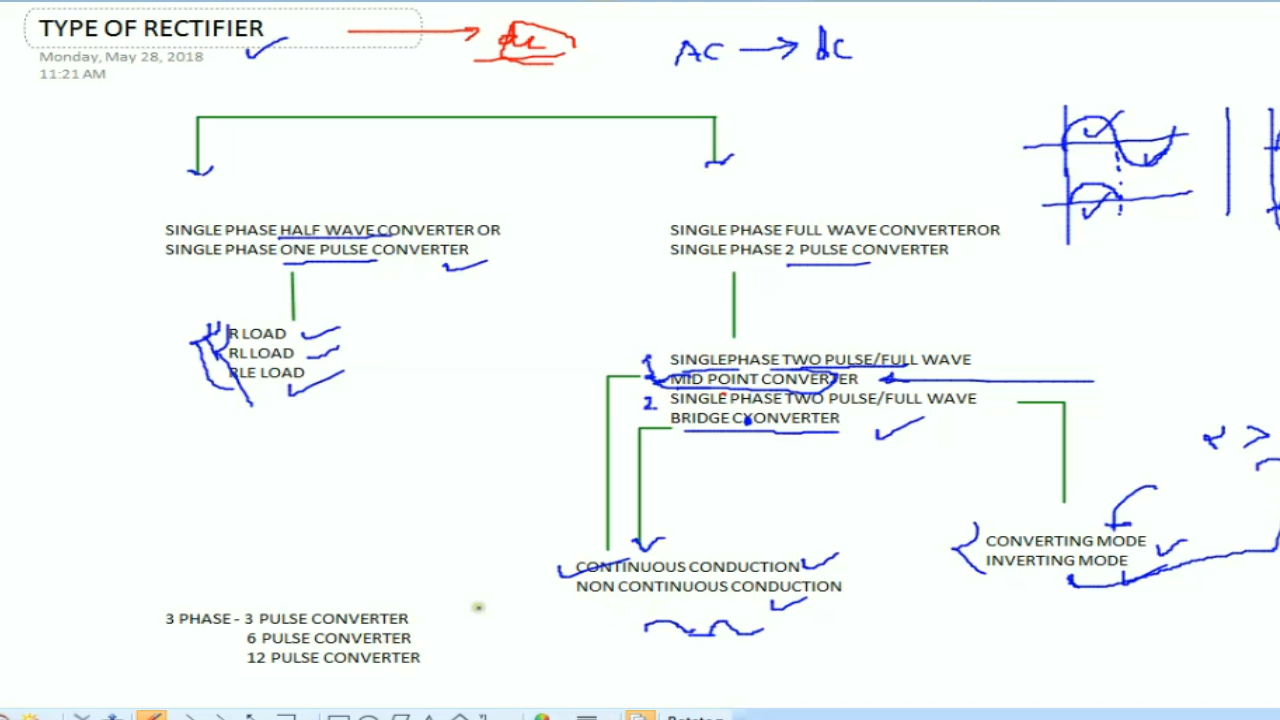 TYPE OF RECTIFIER
Monday, May 28, 2018
11:21 AM
dc
AC → dC
SINGLE PHASE HALF WAVE CONVERTER OR
SINGLE PHASE ONE PULSE CONVERTER
SINGLE PHASE FULL WAVE CONVERTEROR
SINGLE PHASE 2 PULSE CONVERTER
R LOAD
RL LOAD
RLE LOAD
1
SINGLEPHASE TWO PULSE/FULL WAVE
MID POINT CONVERTER
2
SINGLE PHASE TWO PULSE/FULL WAVE
BRIDGE CXONVERTER
α >
CONVERTING MODE
INVERTING MODE
CONTINUOUS CONDUCTION
NON CONTINUOUS CONDUCTION
3 PHASE - 3 PULSE CONVERTER
6 PULSE CONVERTER
12 PULSE CONVERTER